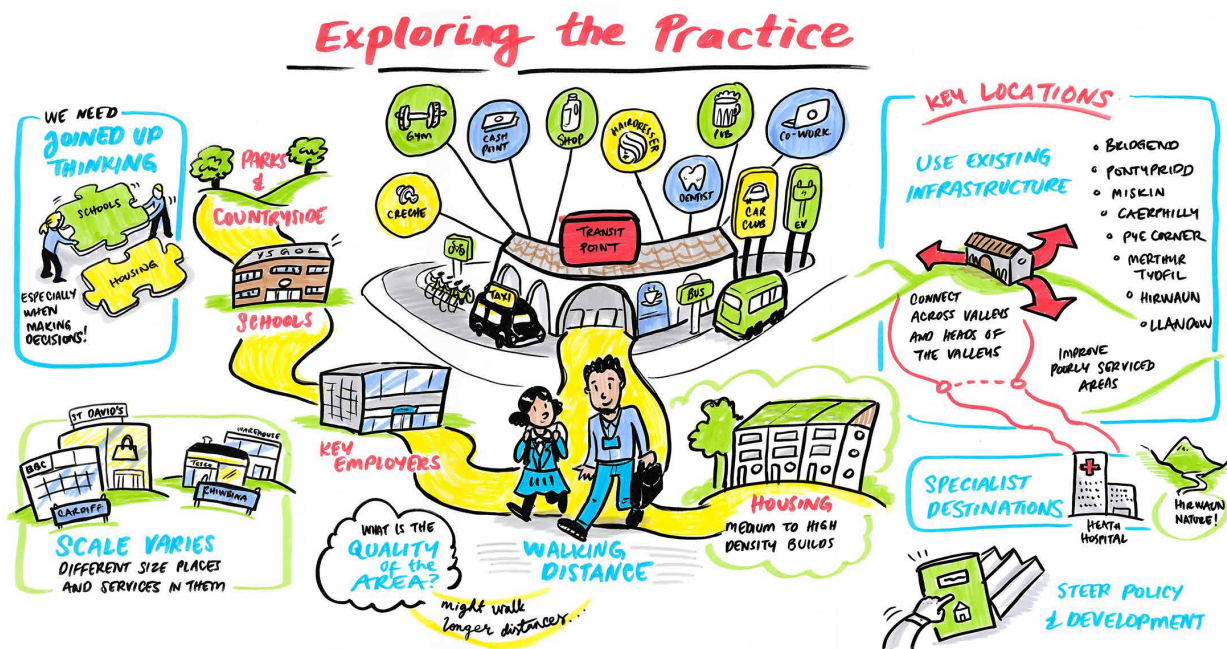 Exploring the Practice
WE NEED
JOINED UP
THINKING
SCHOOLS
HOUSING
ESPECIALLY
WHEN
MAKING
DECISIONS!
PARKS
&
COUNTRYSIDE
YSGOL
SCHOOLS
KEY
EMPLOYERS
GYM
CASH
POINT
SHOP
HAIRDRESSER
PUB
CO-WORK
CRECHE
DENTIST
CAR
CLUB
EV
TRANSIT
POINT
TAXI
BUS
HOUSING
MEDIUM TO HIGH
DENSITY BUILDS
WALKING
DISTANCE
WHAT IS THE
QUALITY
of the
AREA?
might walk
longer distances...
ST DAVID'S
BBC
CARDIFF
WAREHOUSE
TESCO
RHIWBINA
SCALE VARIES
DIFFERENT SIZE PLACES
AND SERVICES IN THEM
KEY LOCATIONS
USE EXISTING
INFRASTRUCTURE
• BRIDGEND
• PONTYPRIDD
• MISKIN
• CAERPHILLY
• PYE CORNER
• MERTHUR
TYDFIL
• HIRWAUN
• LLANDOW
CONNECT
ACROSS VALLEYS
AND HEADS OF
THE VALLEYS
IMPROVE
POORLY SERVICED
AREAS
SPECIALIST
DESTINATIONS
HEATH
HOSPITAL
HIRWAUN
NATURE!
STEER POLICY
& DEVELOPMENT